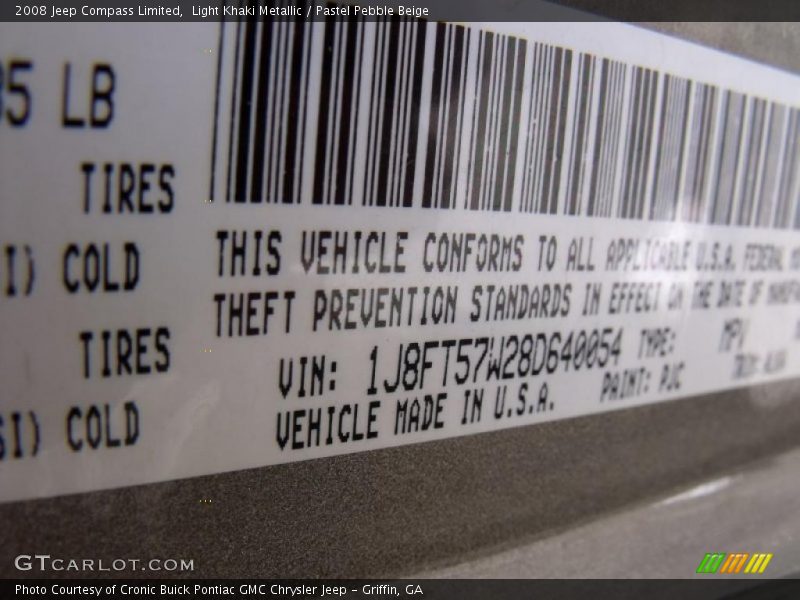 2008 Jeep Compass Limited,  Light Khaki Metallic / Pastel Pebble Beige
5 LB
TIRES
I) COLD
TIRES
SI) COLD
THIS VEHICLE CONFORMS TO ALL APPLICABLE U.S.A. FEDERAL
THEFT PREVENTION STANDARDS IN EFFECT ON THE DATE OF
VIN: 1J8FT57W28D640054 TYPE: MPV
VEHICLE MADE IN U.S.A. PAINT: PJC
GTCARLOT.COM
Photo Courtesy of Cronic Buick Pontiac GMC Chrysler Jeep – Griffin, GA